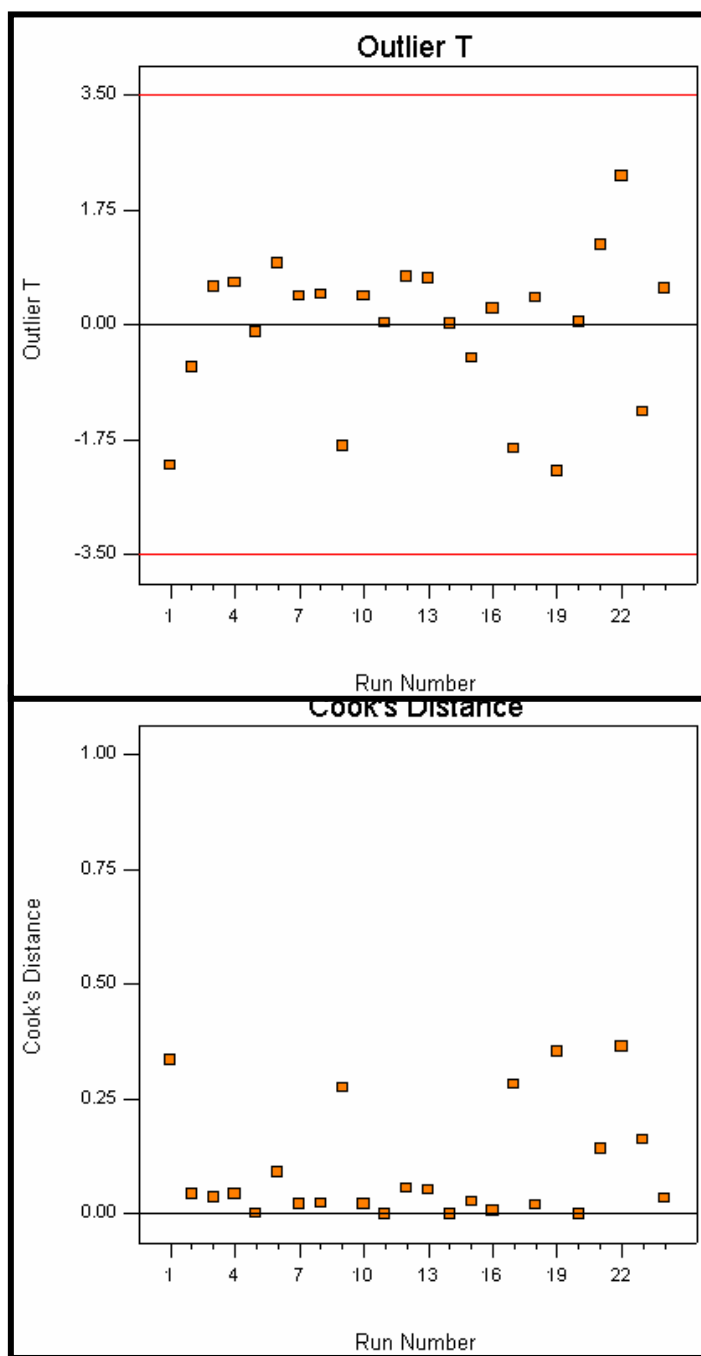 Outlier T
3.50
1.75
0.00
-1.75
-3.50
Outlier T
1 4 7 10 13 16 19 22
Run Number
Cook's Distance
1.00
0.75
0.50
0.25
0.00
Cook's Distance
1 4 7 10 13 16 19 22
Run Number